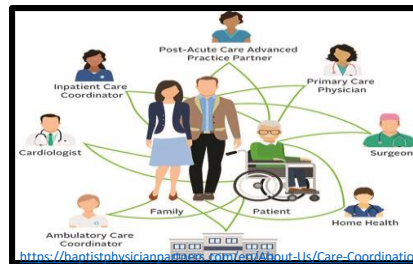 Post-Acute Care Advanced
Practice Partner
Inpatient Care
Coordinator
Primary Care
Physician
Cardiologist
Surgeon
Family
Patient
Home Health
Ambulatory Care
Coordinator
https://baptistphysicianpartners.com/en/About-Us/Care-Coordinatio